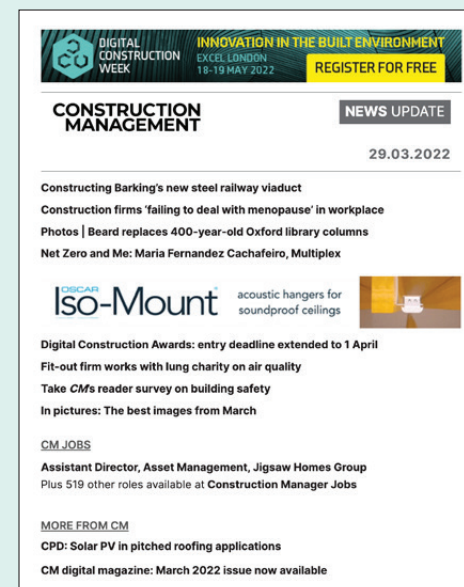 DIGITAL
CONSTRUCTION
WEEK
INNOVATION IN THE BUILT ENVIRONMENT
EXCEL LONDON
18-19 MAY 2022
REGISTER FOR FREE
CONSTRUCTION
MANAGEMENT
NEWS UPDATE
29.03.2022
Constructing Barking's new steel railway viaduct
Construction firms 'failing to deal with menopause' in workplace
Photos | Beard replaces 400-year-old Oxford library columns
Net Zero and Me: Maria Fernandez Cachafeiro, Multiplex
OSCAR
Iso-Mount
acoustic hangers for
soundproof ceilings
Digital Construction Awards: entry deadline extended to 1 April
Fit-out firm works with lung charity on air quality
Take CM's reader survey on building safety
In pictures: The best images from March
CM JOBS
Assistant Director, Asset Management, Jigsaw Homes Group
Plus 519 other roles available at Construction Manager Jobs
MORE FROM CM
CPD: Solar PV in pitched roofing applications
CM digital magazine: March 2022 issue now available